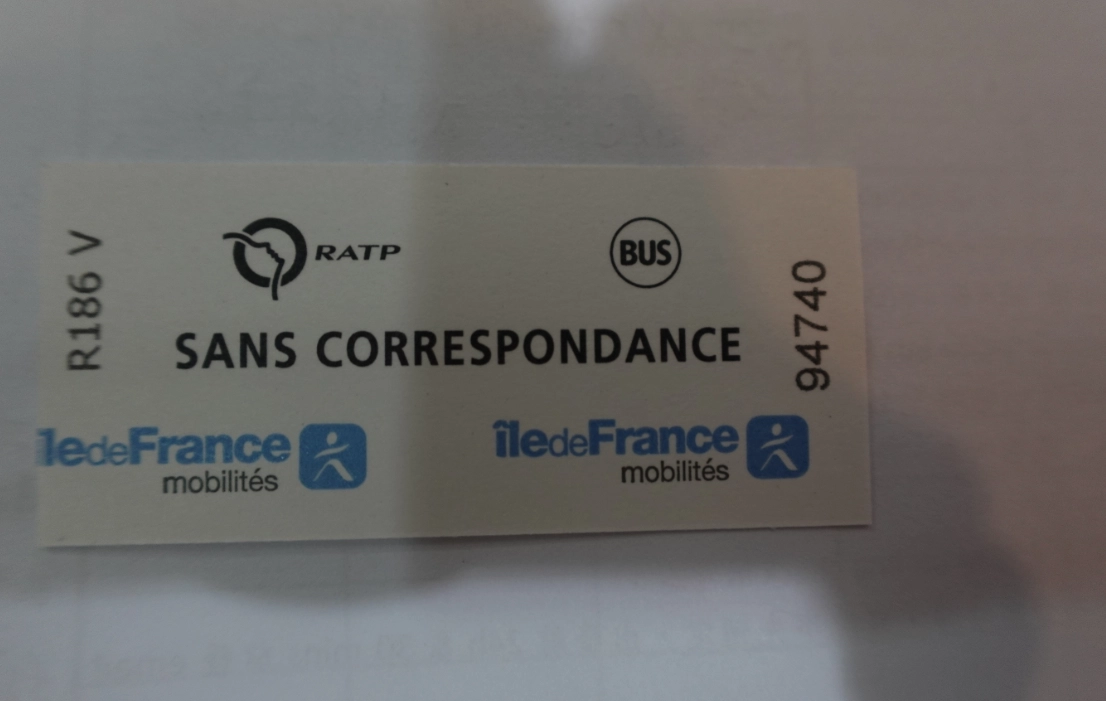 R186 V
RATP
BUS
SANS CORRESPONDANCE
94740
îledeFrance
mobilités
îledeFrance
mobilités